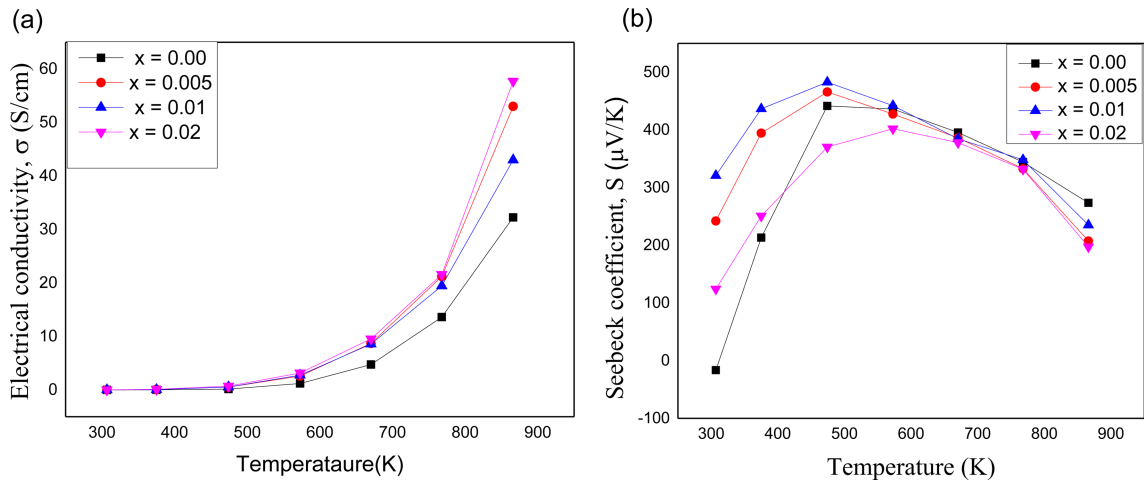 (a)
x = 0.00
x = 0.005
x = 0.01
x = 0.02
Electrical conductivity, σ (S/cm)
60
50
40
30
20
10
0
300 400 500 600 700 800 900
Temperataure(K)
(b)
x = 0.00
x = 0.005
x = 0.01
x = 0.02
Seebeck coefficient, S (μV/K)
500
400
300
200
100
0
-100
300 400 500 600 700 800 900
Temperature (K)